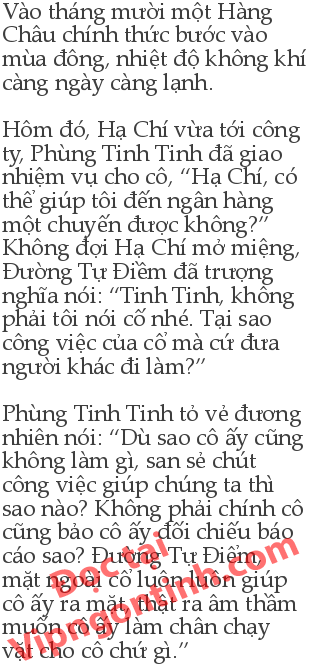 Vào tháng mười một Hàng
Châu chính thức bước vào
mùa đông, nhiệt độ không khí
càng ngày càng lạnh.
Hôm đó, Hạ Chí vừa tới công
ty, Phùng Tinh Tinh đã giao
nhiệm vụ cho cô, “Hạ Chí, có
thể giúp tôi đến ngân hàng
một chuyến được không?”
Không đợi Hạ Chí mở miệng,
Đường Tự Điềm đã trượng
nghĩa nói: “Tinh Tinh, không
phải tôi nói cố nhé. Tại sao
công việc của cổ mà cứ đưa
người khác đi làm?”
Phùng Tinh Tinh tỏ vẻ đương
nhiên nói: “Dù sao cô ấy cũng
không làm gì, san sẻ chút
công việc giúp chúng ta thì
sao nào? Không phải chính cô
cũng bảo cô ấy đối chiếu báo
cáo sao? Đường Tự Điểm,
mặt ngoài cổ luôn luôn giúp
cô ấy ra mặt, thật ra âm thầm
muốn cô ấy làm chân chạy
vặt cho cô chứ gì.”
Đọc tại
Vipngontinh.com